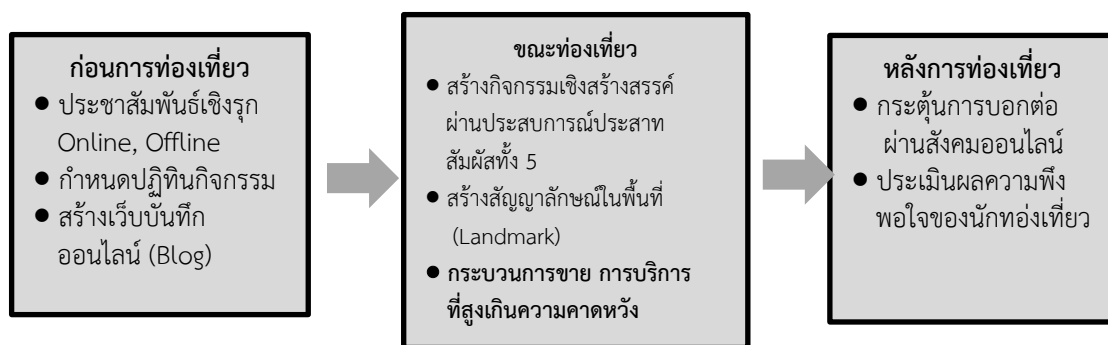 ก่อนการท่องเที่ยว
● ประชาสัมพันธ์เชิงรุก
Online, Offline
● กำหนดปฏิทินกิจกรรม
● สร้างเว็บบันทึก
ออนไลน์ (Blog)
ขณะท่องเที่ยว
● สร้างกิจกรรมเชิงสร้างสรรค์
ผ่านประสบการณ์ประสาท
สัมผัสทั้ง 5
● สร้างสัญญาลักษณ์ในพื้นที่
(Landmark)
● กระบวนการขาย การบริการ
ที่สูงเกินความคาดหวัง
หลังการท่องเที่ยว
● กระตุ้นการบอกต่อ
ผ่านสังคมออนไลน์
● ประเมินผลความพึง
พอใจของนักทอ่งเที่ยว